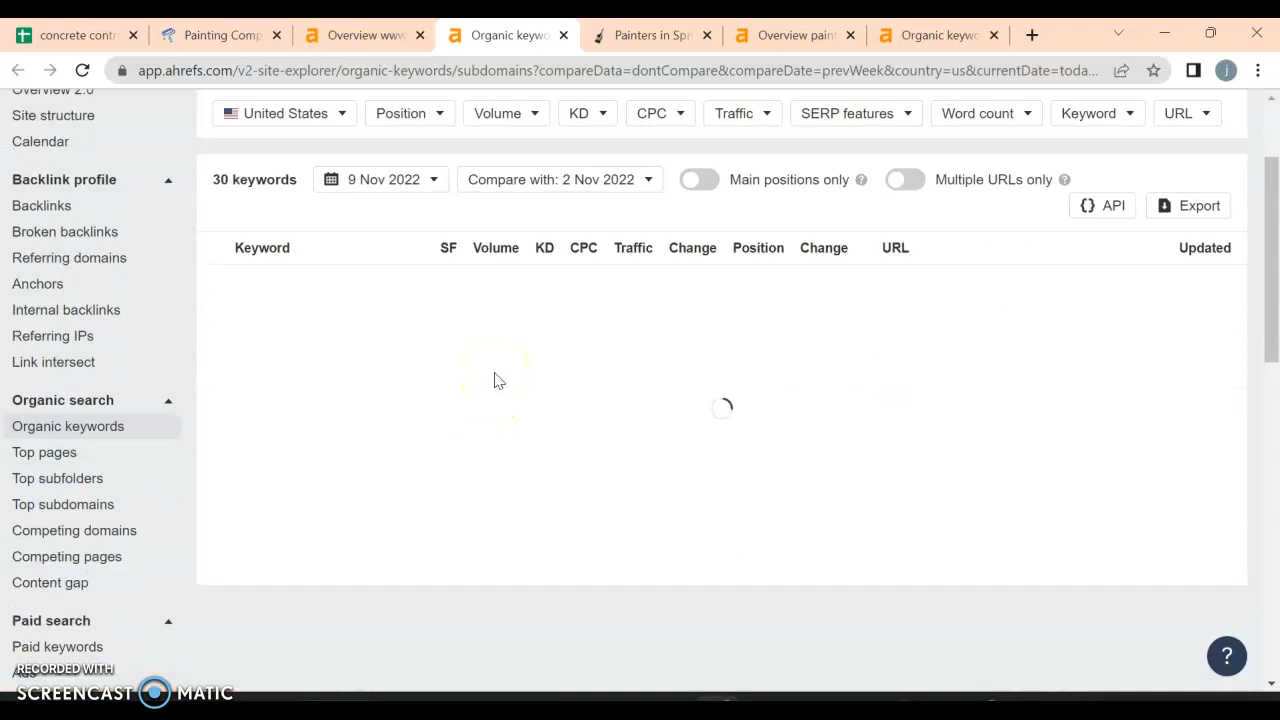 concrete contr
Painting Comp
Overview www.
Organic keywo
Painters in Spri
Overview paint
Organic keywo
app.ahrefs.com/v2-site-explorer/organic-keywords/subdomains?compareData=dontCompare&compareDate=prevWeek&country=us&currentDate=toda...
j
Overview 2.0
Site structure
Calendar
Backlink profile
Backlinks
Broken backlinks
Referring domains
Anchors
Internal backlinks
Referring IPs
Link intersect
Organic search
Organic keywords
Top pages
Top subfolders
Top subdomains
Competing domains
Competing pages
Content gap
Paid search
Paid keywords
Ads
United States
Position
Volume
KD
CPC
Traffic
SERP features
Word count
Keyword
URL
30 keywords
9 Nov 2022
Compare with: 2 Nov 2022
Main positions only ?
Multiple URLs only ?
{} API
Export
Keyword SF Volume KD CPC Traffic Change Position Change URL Updated
?
RECORDED WITH
SCREENCAST MATIC